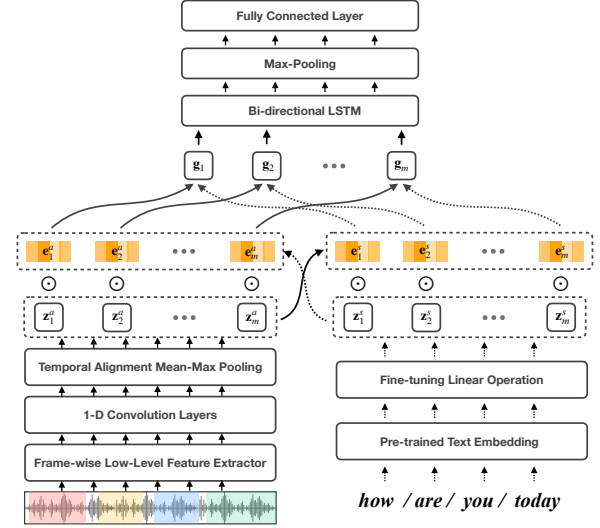 Fully Connected Layer
Max-Pooling
Bi-directional LSTM
g₁ g₂ ••• gₘ
e₁ᵃ e₂ᵃ ••• eₘᵃ e₁ˢ e₂ˢ ••• eₘˢ
⊙ ⊙ ⊙ ⊙ ⊙ ⊙
z₁ᵃ z₂ᵃ ••• zₘᵃ z₁ˢ z₂ˢ ••• zₘˢ
Temporal Alignment Mean-Max Pooling
1-D Convolution Layers
Frame-wise Low-Level Feature Extractor
Fine-tuning Linear Operation
Pre-trained Text Embedding
how / are / you / today